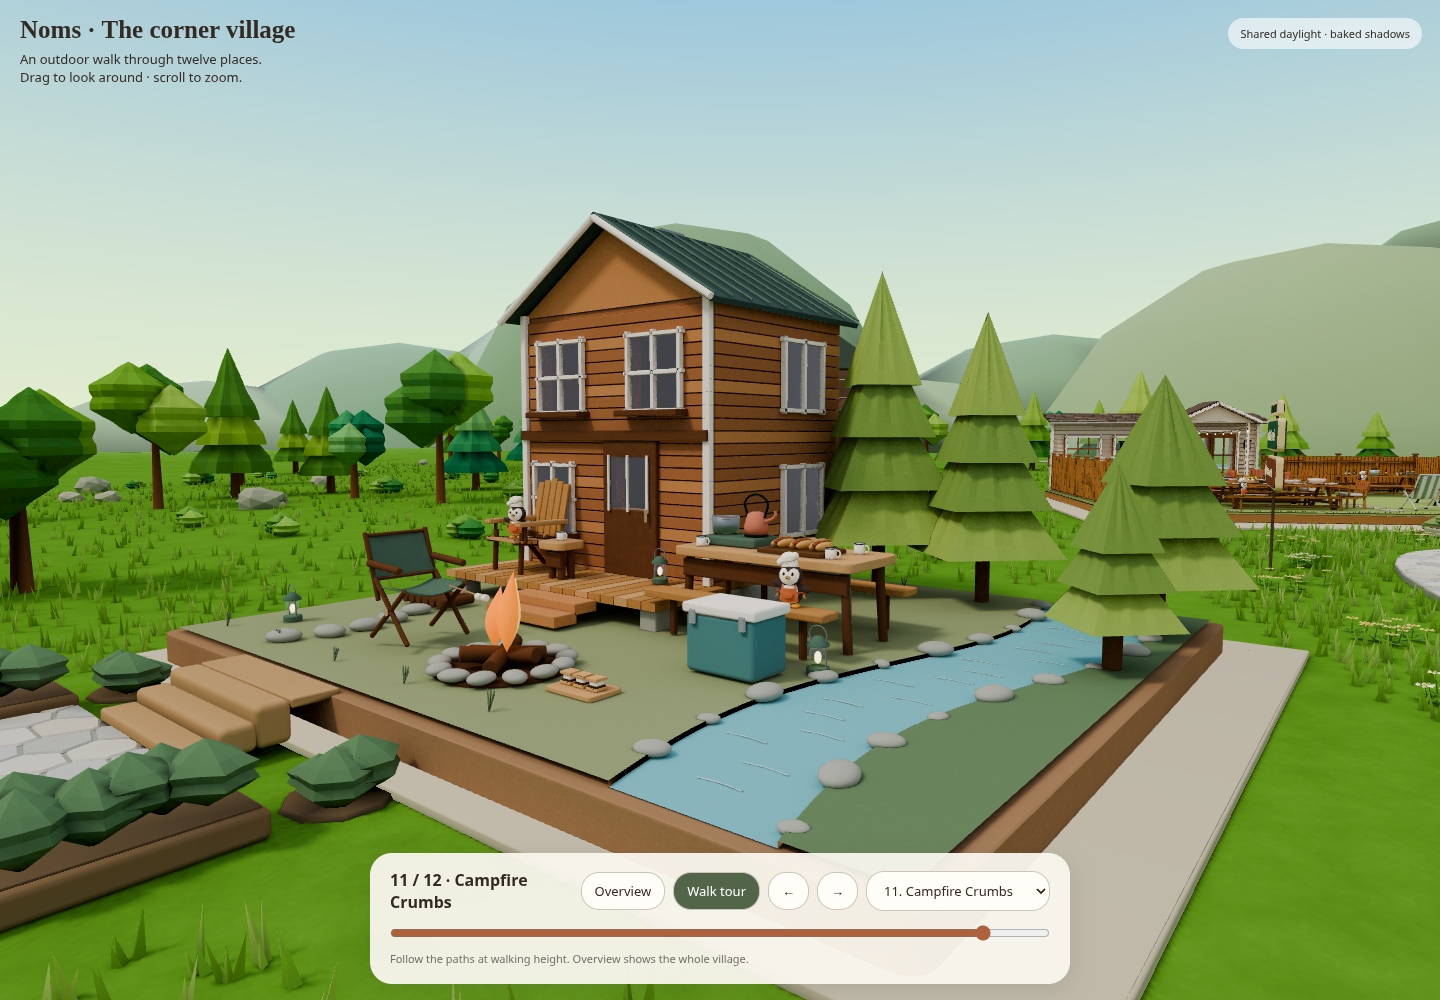 Noms · The corner village
An outdoor walk through twelve places.
Drag to look around · scroll to zoom.
Shared daylight · baked shadows
11 / 12 · Campfire
Crumbs
Overview
Walk tour
←
→
11. Campfire Crumbs
Follow the paths at walking height. Overview shows the whole village.